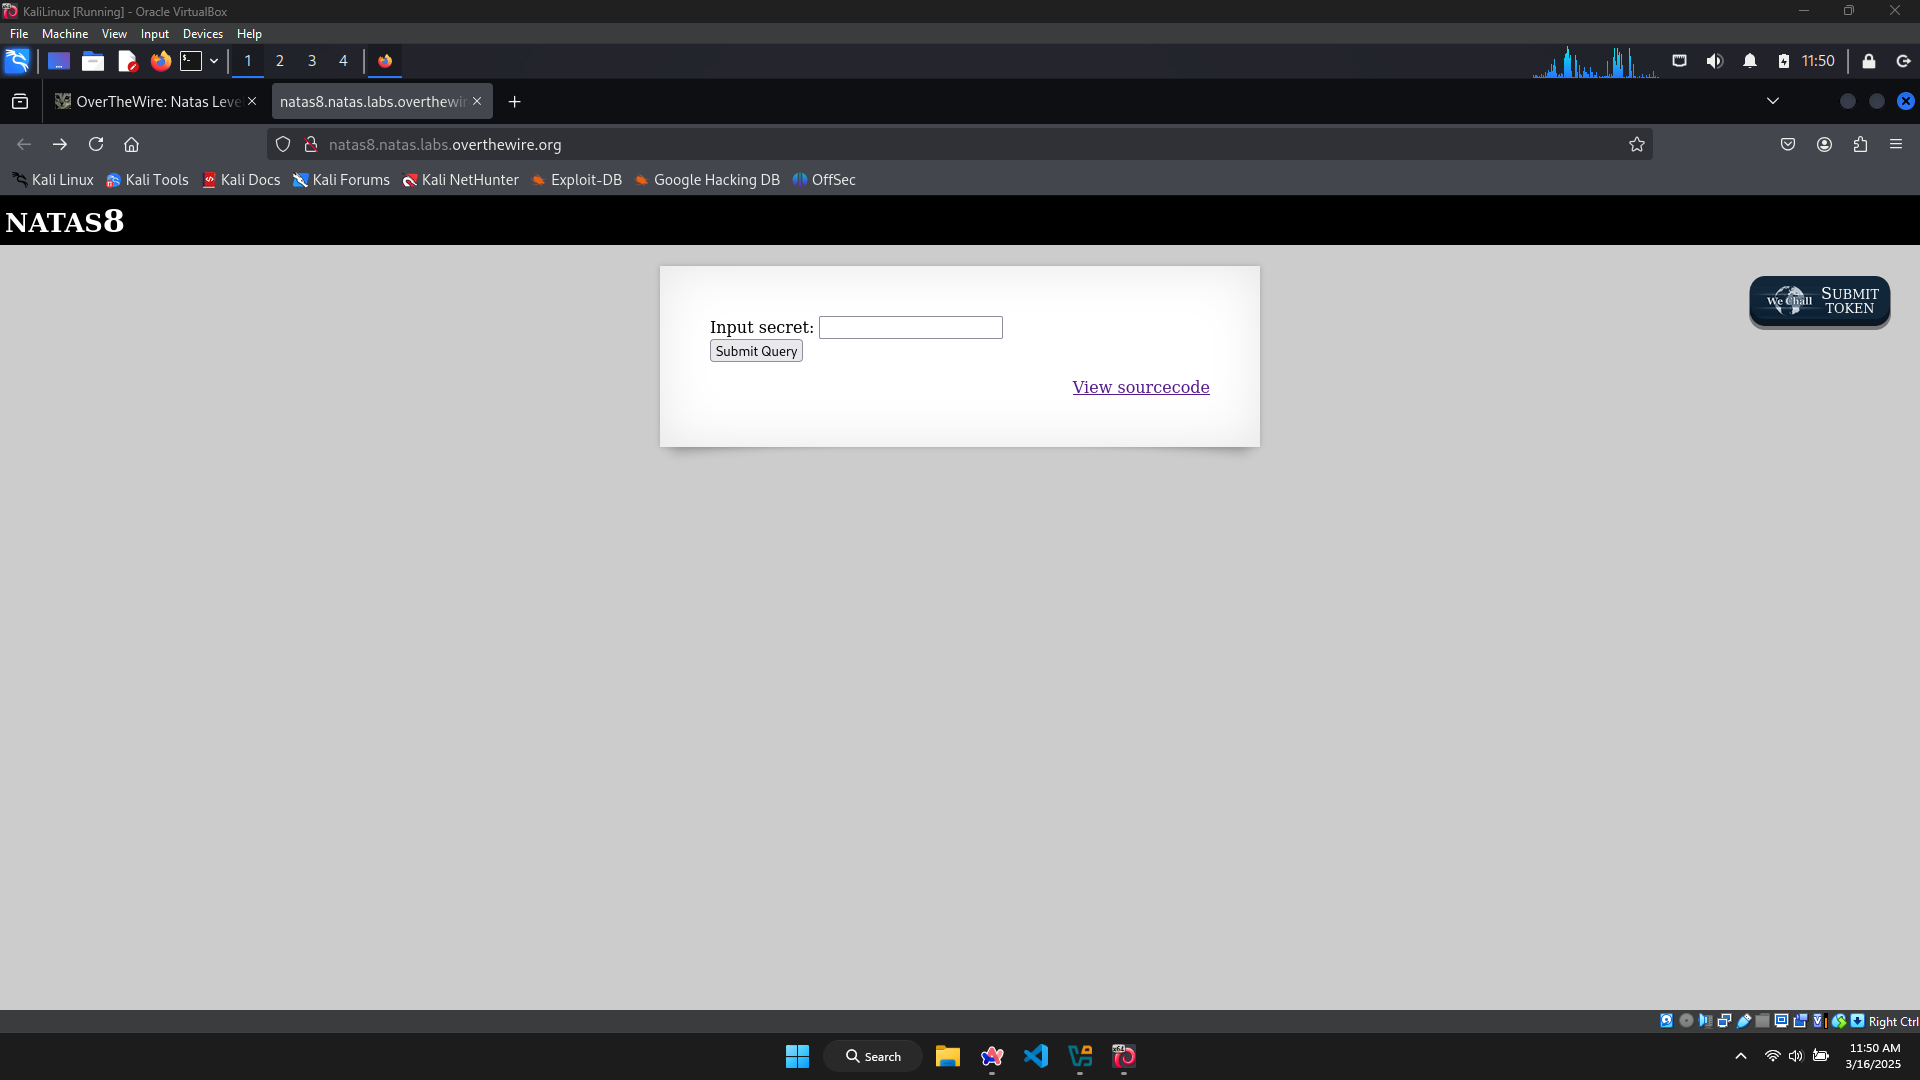 KaliLinux [Running] - Oracle VirtualBox
File Machine View Input Devices Help
1 2 3 4 11:50
OverTheWire: Natas Leve natas8.natas.labs.overthewir
natas8.natas.labs.overthewire.org
Kali Linux Kali Tools Kali Docs Kali Forums Kali NetHunter Exploit-DB Google Hacking DB OffSec
NATAS8
We Chall SUBMIT
TOKEN
Input secret:
Submit Query
View sourcecode
Right Ctrl
Search
11:50 AM
3/16/2025